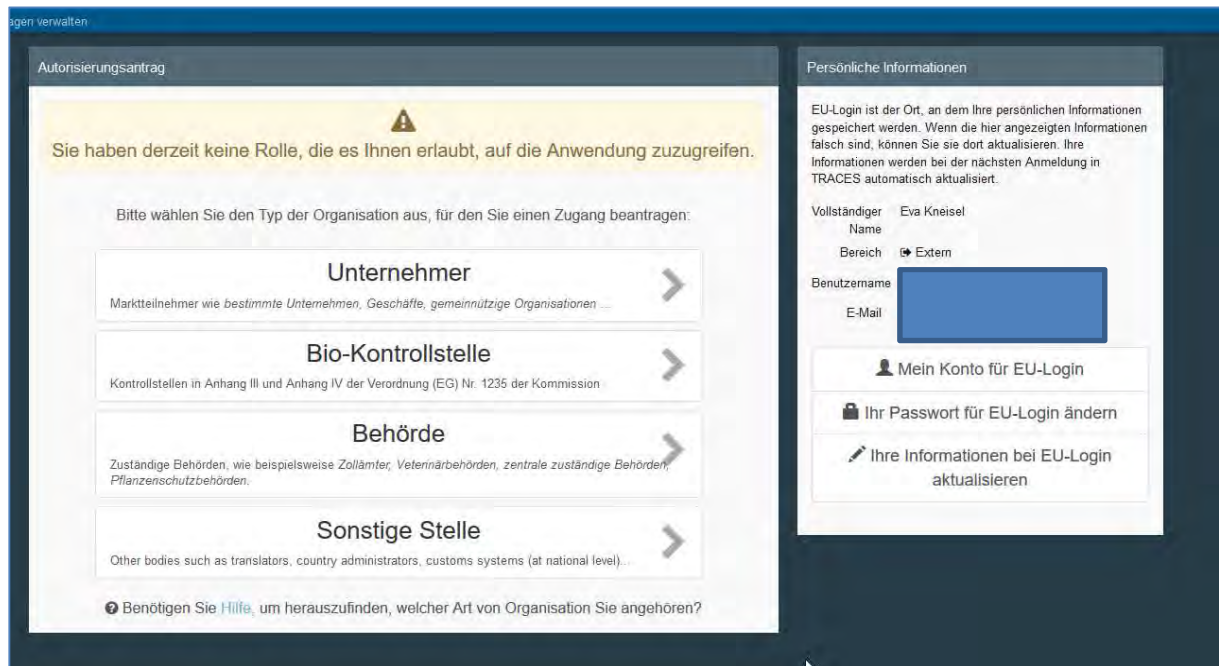 agen verwalten
Autorisierungsantrag
Sie haben derzeit keine Rolle, die es Ihnen erlaubt, auf die Anwendung zuzugreifen.
Bitte wählen Sie den Typ der Organisation aus, für den Sie einen Zugang beantragen:
Unternehmer
Marktteilnehmer wie bestimmte Unternehmen, Geschäfte, gemeinnützige Organisationen ...
Bio-Kontrollstelle
Kontrollstellen in Anhang III und Anhang IV der Verordnung (EG) Nr. 1235 der Kommission
Behörde
Zuständige Behörden, wie beispielsweise Zollämter, Veterinärbehörden, zentrale zuständige Behörden,
Pflanzenschutzbehörden.
Sonstige Stelle
Other bodies such as translators, country administrators, customs systems (at national level)...
Benötigen Sie Hilfe, um herauszufinden, welcher Art von Organisation Sie angehören?
Persönliche Informationen
EU-Login ist der Ort, an dem Ihre persönlichen Informationen
gespeichert werden. Wenn die hier angezeigten Informationen
falsch sind, können Sie sie dort aktualisieren. Ihre
Informationen werden bei der nächsten Anmeldung in
TRACES automatisch aktualisiert.
Vollständiger Eva Kneisel
Name
Bereich Extern
Benutzername
E-Mail
Mein Konto für EU-Login
Ihr Passwort für EU-Login ändern
Ihre Informationen bei EU-Login
aktualisieren